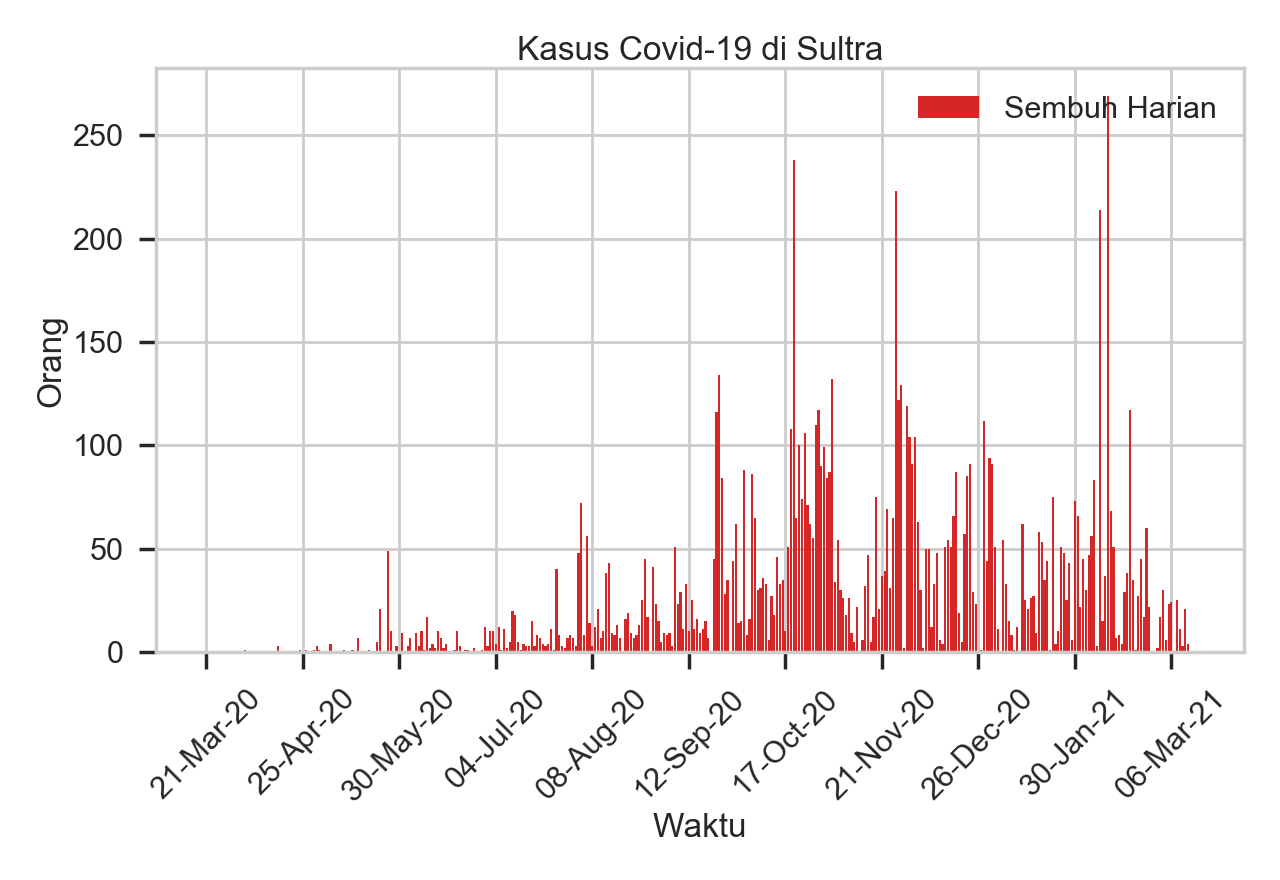 Kasus Covid-19 di Sultra
Sembuh Harian
Orang
250
200
150
100
50
0
21-Mar-20
25-Apr-20
30-May-20
04-Jul-20
08-Aug-20
12-Sep-20
17-Oct-20
21-Nov-20
26-Dec-20
30-Jan-21
06-Mar-21
Waktu